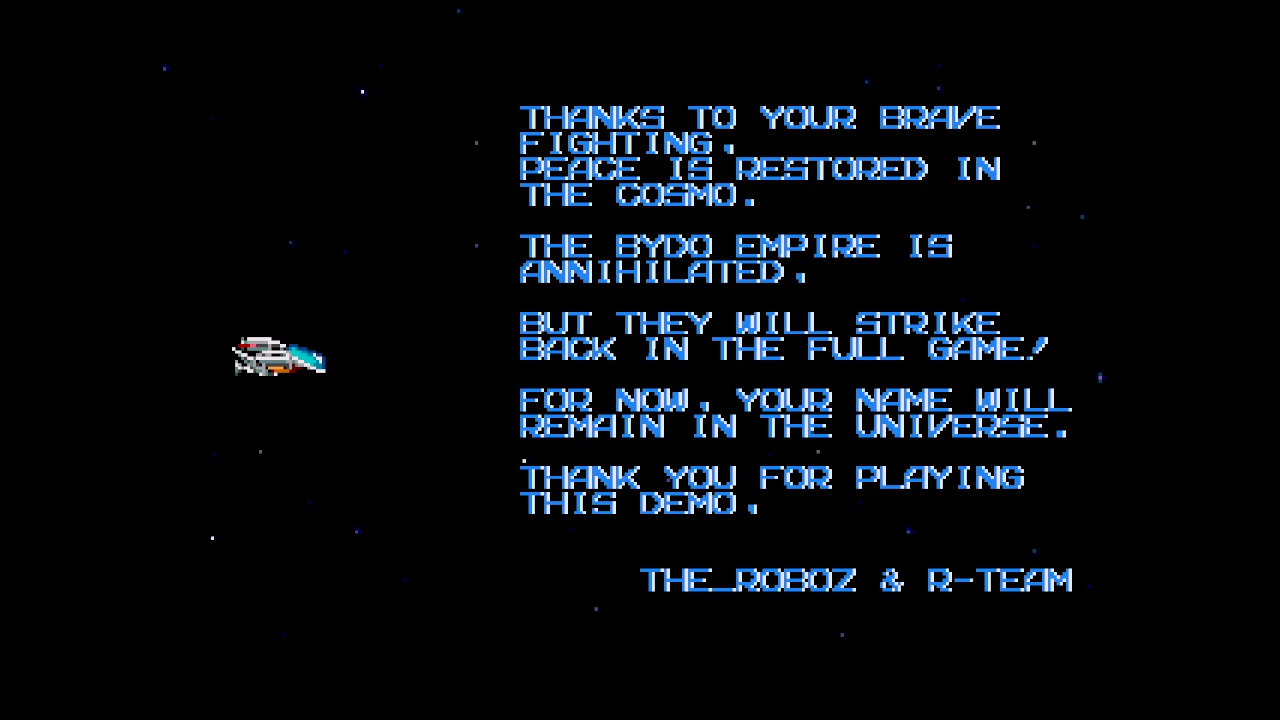 THANKS TO YOUR BRAVE
FIGHTING.
PEACE IS RESTORED IN
THE COSMO.
THE BYDO EMPIRE IS
ANNIHILATED.
BUT THEY WILL STRIKE
BACK IN THE FULL GAME!
FOR NOW, YOUR NAME WILL
REMAIN IN THE UNIVERSE.
THANK YOU FOR PLAYING
THIS DEMO.
THE_ROBOZ & R-TEAM